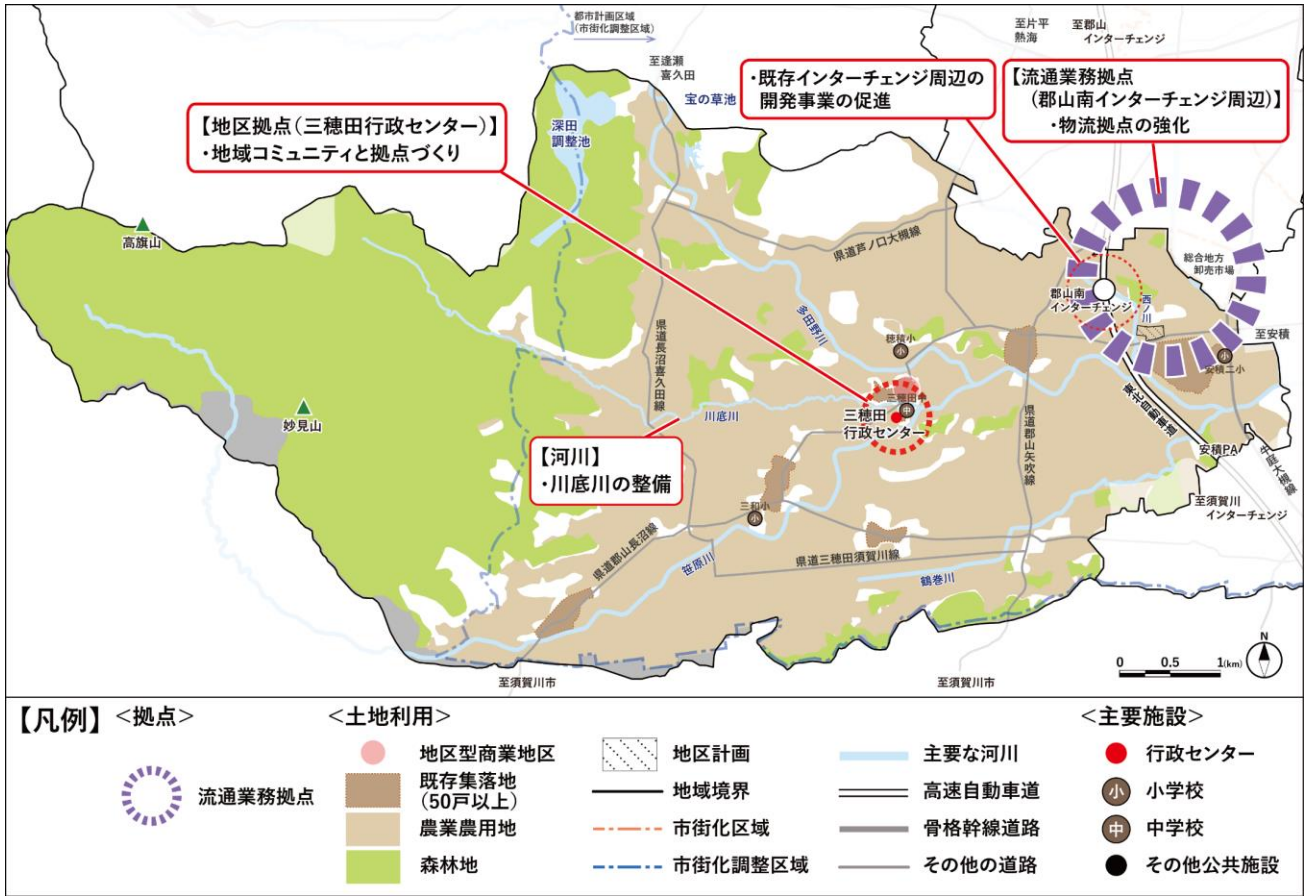 都市計画区域
(市街化調整区域)
至逢瀬
喜久田
至片平
熱海
至郡山
インターチェンジ
宝の草池
深田
調整池
【地区拠点(三穂田行政センター)】
・地域コミュニティと拠点づくり
・既存インターチェンジ周辺の
開発事業の促進
【流通業務拠点
(郡山南インターチェンジ周辺)】
・物流拠点の強化
高旗山
妙見山
県道芦ノ口大槻線
総合地方
卸売市場
郡山南
インターチェンジ
西ノ川
至安積
小
安積二小
多田野川
県道長沼喜久田線
穂積小
小
川底川
三穂田中
中
三穂田
行政センター
県道郡山矢吹線
東北自動車道
安積PA
牛庭大槻線
【河川】
・川底川の整備
三和小
小
至須賀川
インターチェンジ
県道郡山長沼線
笹原川
県道三穂田須賀川線
鶴巻川
至須賀川市
至須賀川市
0 0.5 1(km)
N
【凡例】
<拠点>
流通業務拠点
<土地利用>
地区型商業地区
既存集落地
(50戸以上)
農業農用地
森林地
地区計画
地域境界
市街化区域
市街化調整区域
主要な河川
高速自動車道
骨格幹線道路
その他の道路
<主要施設>
行政センター
小 小学校
中 中学校
その他公共施設